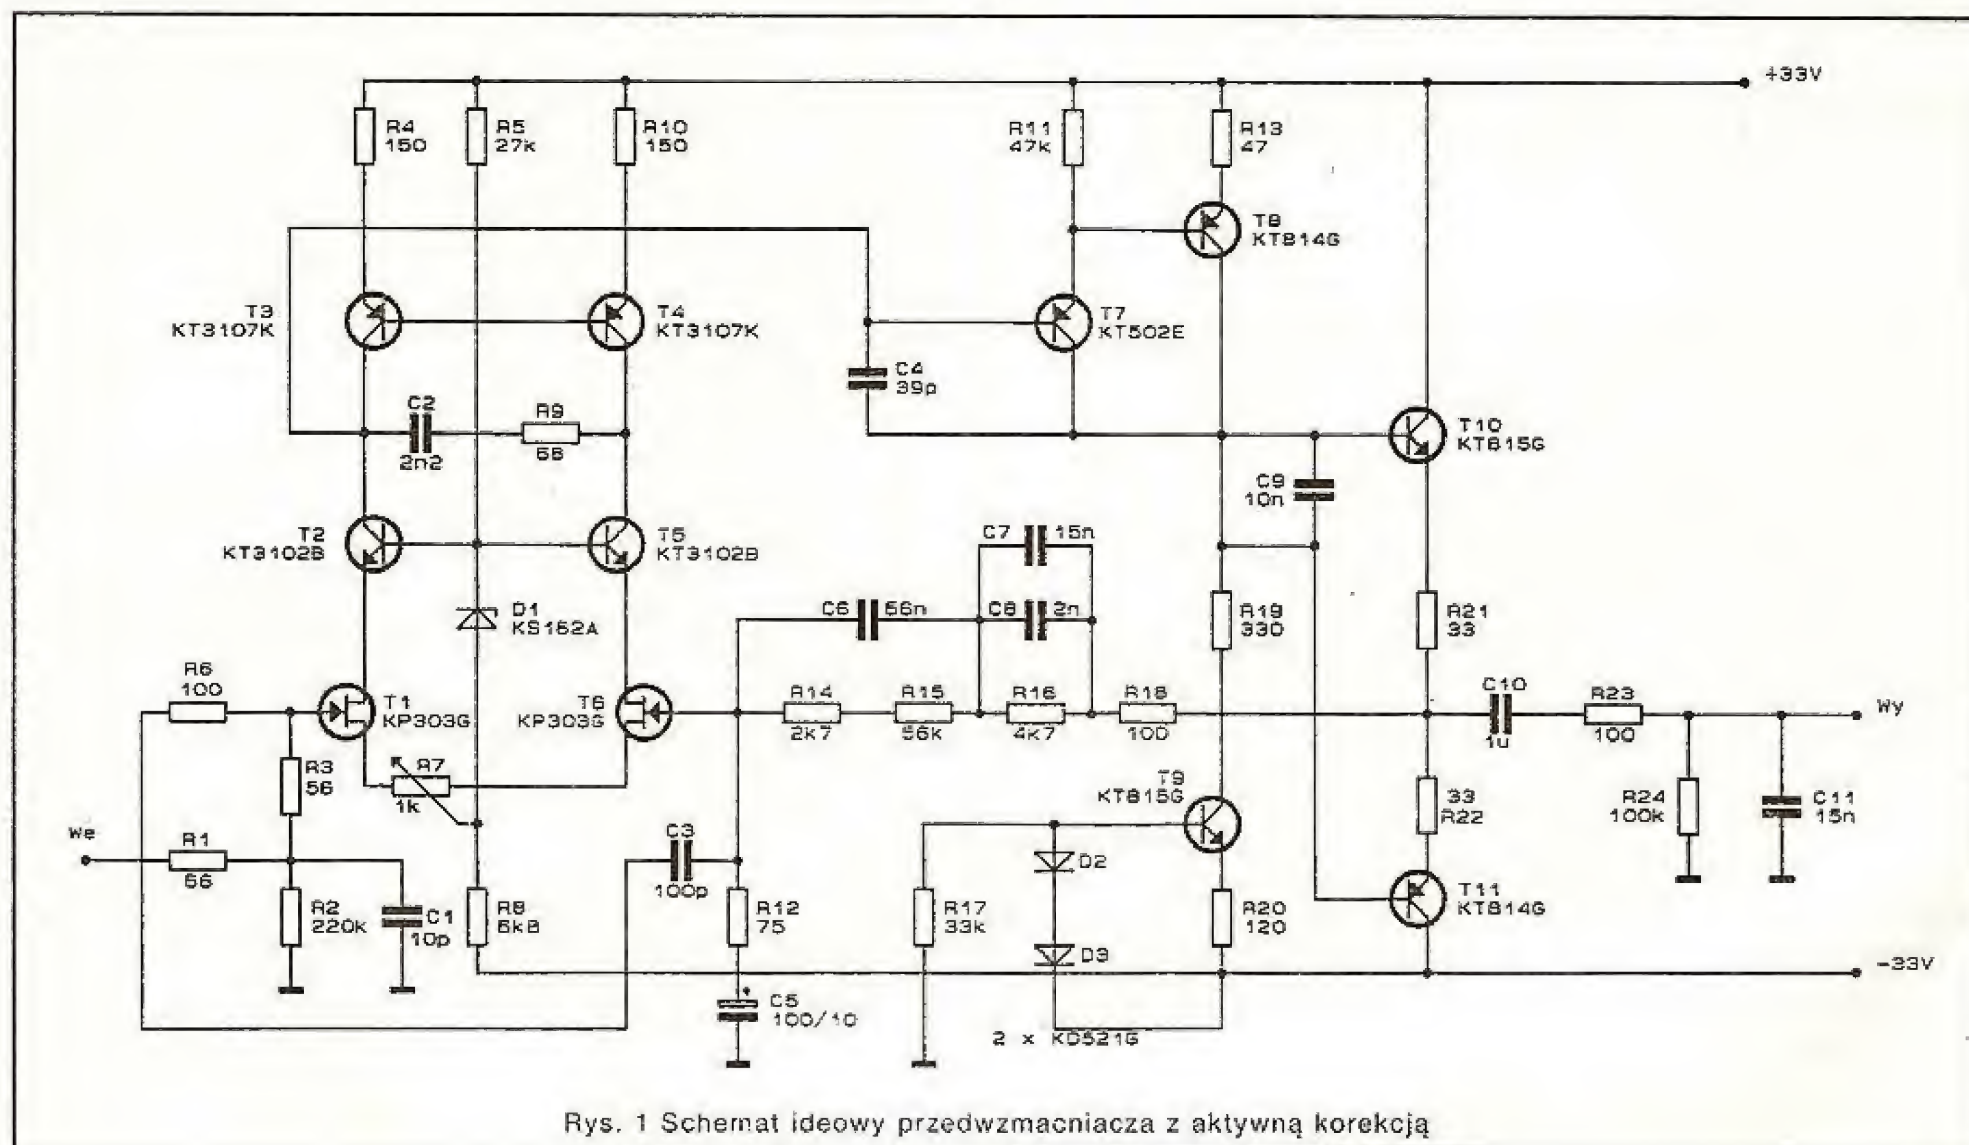 +33V
R4
150
R5
27k
R10
150
R11
47k
R13
47
T8
KT814G
T3
KT3107K
T4
KT3107K
T7
KT502E
C4
39p
C2
2n2
R9
68
T10
KT815G
C9
10n
T2
KT3102B
T5
KT3102B
C7
15n
C6
56n
C8
2n
D1
KS162A
R19
330
R21
33
R6
100
T1
KP303G
T6
KP303G
R14
2k7
R15
56k
R16
4k7
R18
100
C10
1u
R23
100
Wy
R3
56
R7
1k
T9
KT815G
33
R22
R24
100k
C11
15n
We
R1
56
C3
100p
D2
R2
220k
C1
10p
R8
6k8
R12
75
R17
33k
R20
120
T11
KT814G
D3
-33V
C5
100/10
2 x KD521G
Rys. 1 Schemat ideowy przedwzmacniacza z aktywną korekcją